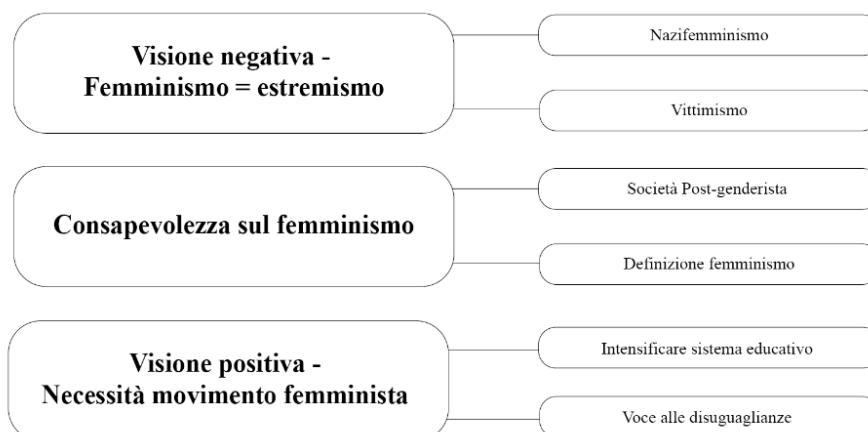 Visione negativa -
Femminismo = estremismo
Nazifemminismo
Vittimismo
Consapevolezza sul femminismo
Società Post-genderista
Definizione femminismo
Visione positiva -
Necessità movimento femminista
Intensificare sistema educativo
Voce alle disuguaglianze